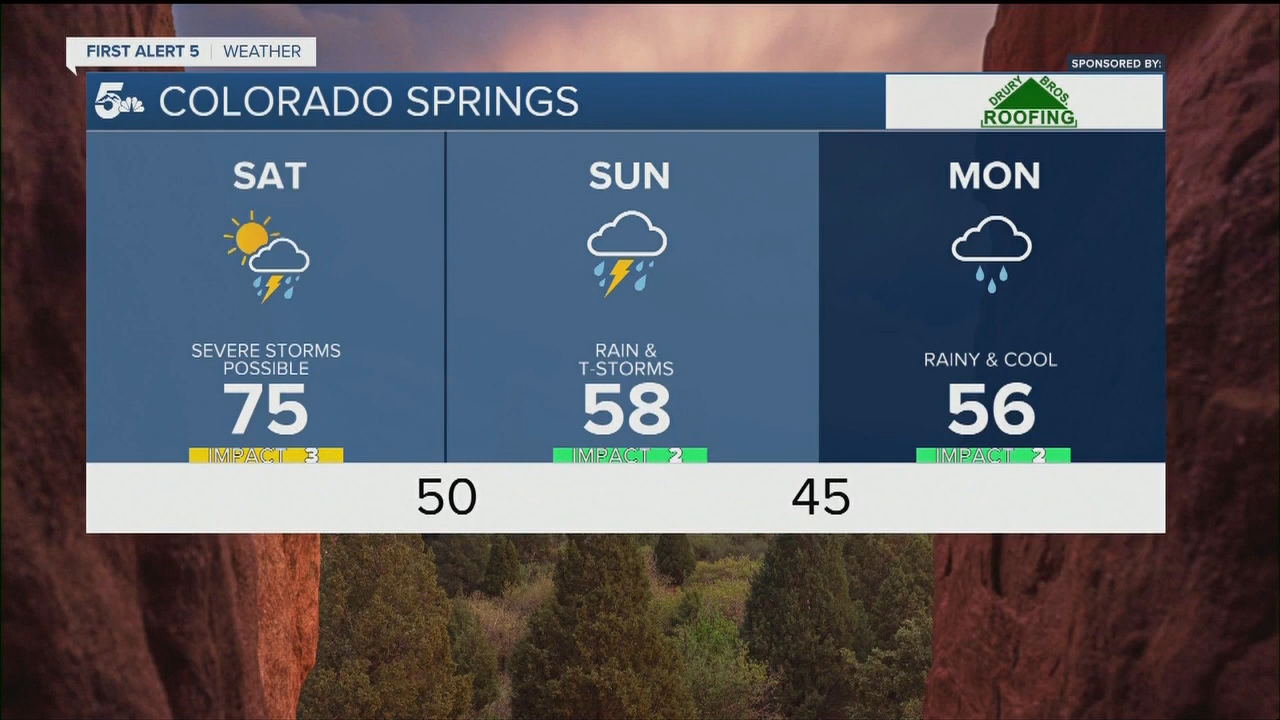 FIRST ALERT 5 | WEATHER
SPONSORED BY:
5 COLORADO SPRINGS
DRURY BROS.
ROOFING
SAT
SEVERE STORMS
POSSIBLE
75
IMPACT 3
SUN
RAIN &
T-STORMS
58
IMPACT 2
MON
RAINY & COOL
56
IMPACT 2
50
45